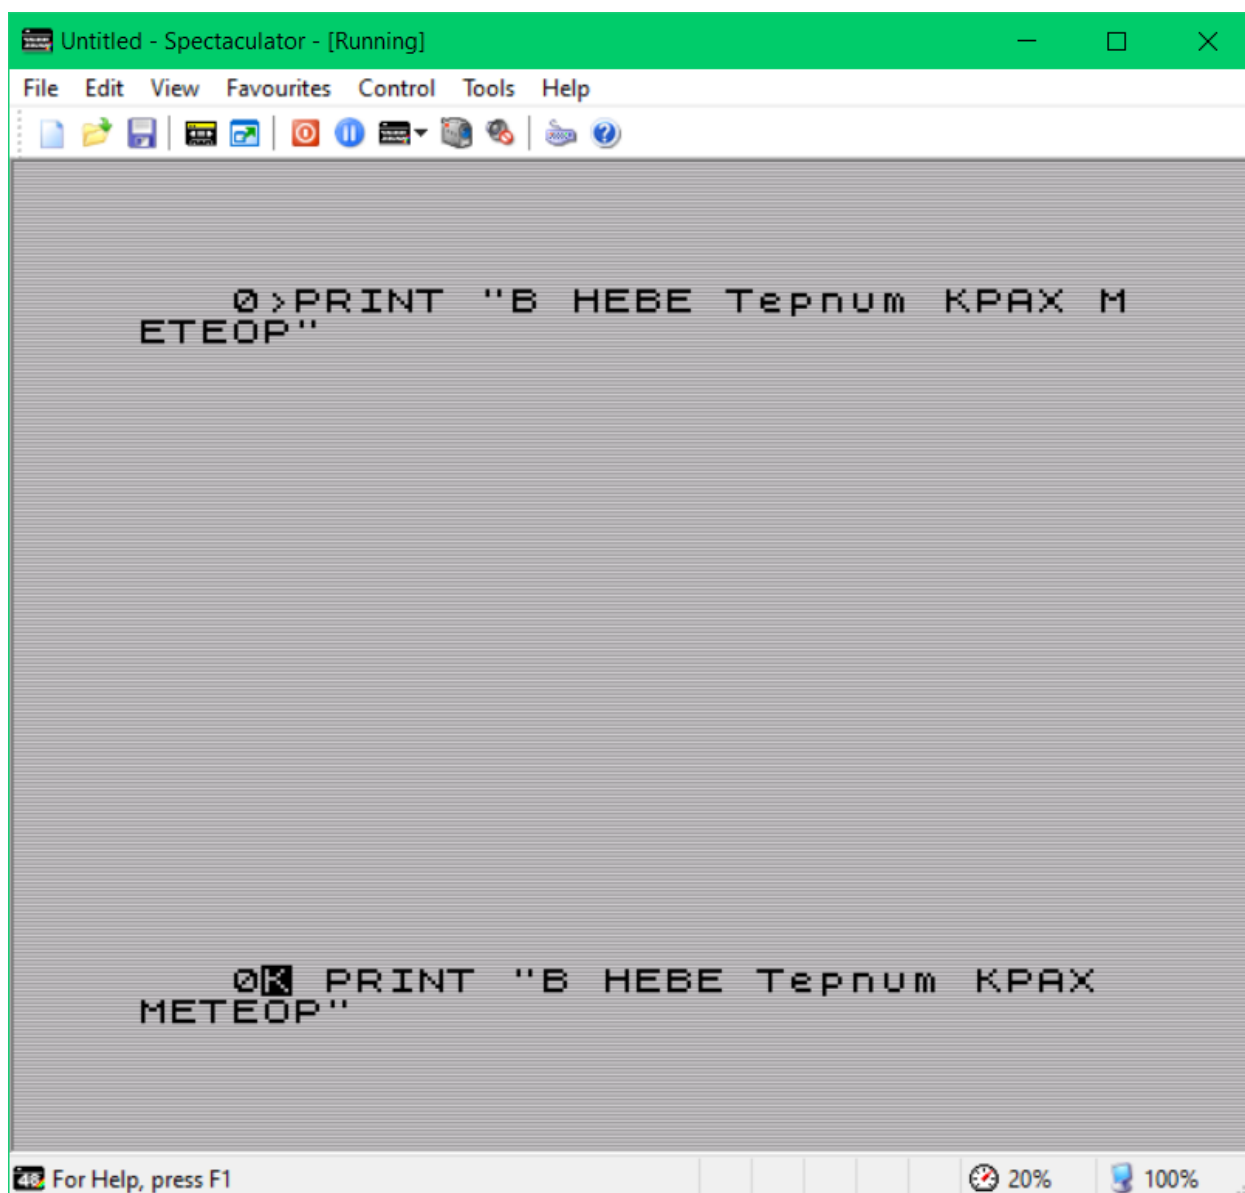 Untitled - Spectaculator - [Running]
File Edit View Favourites Control Tools Help
0>PRINT "B HEBE Tepnum KPAX M
ETEOP"
0K PRINT "B HEBE Tepnum KPAX
METEOP"
For Help, press F1 20% 100%